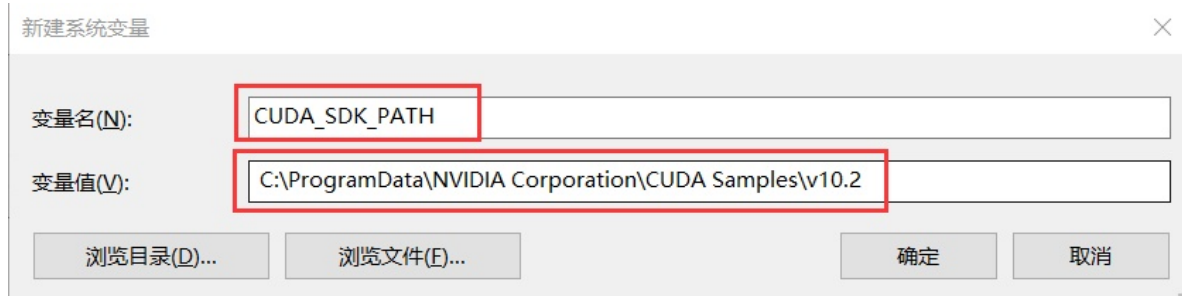 新建系统变量
变量名(N): CUDA_SDK_PATH
变量值(V): C:\ProgramData\NVIDIA Corporation\CUDA Samples\v10.2
浏览目录(D)... 浏览文件(F)... 确定 取消